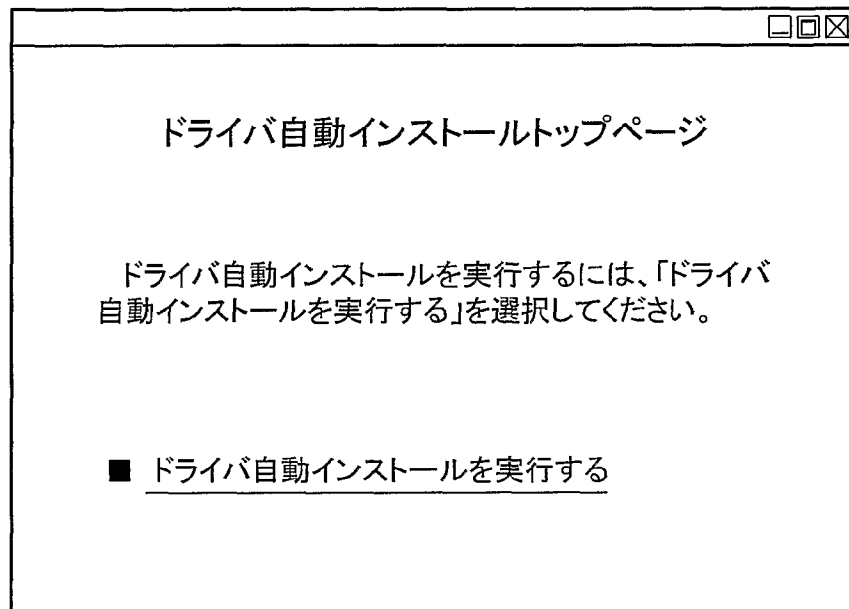 ドライバ自動インストールトップページ
ドライバ自動インストールを実行するには、「ドライバ
自動インストールを実行する」を選択してください。
■ ドライバ自動インストールを実行する